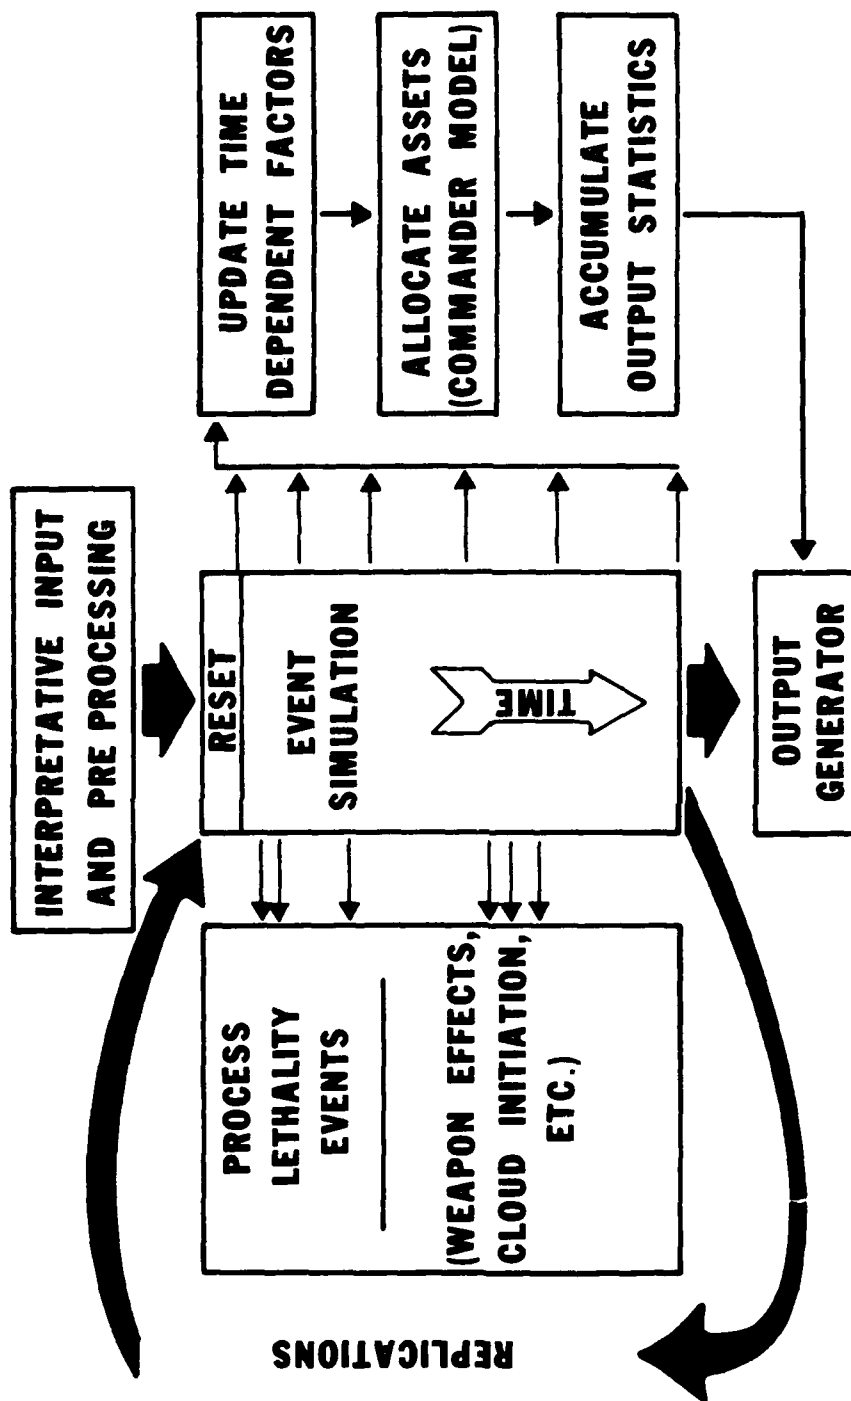 INTERPRETATIVE INPUT
AND PRE PROCESSING
RESET
EVENT
SIMULATION
TIME
PROCESS
LETHALITY
EVENTS
(WEAPON EFFECTS,
CLOUD INITIATION,
ETC.)
UPDATE TIME
DEPENDENT FACTORS
ALLOCATE ASSETS
(COMMANDER MODEL)
ACCUMULATE
OUTPUT STATISTICS
OUTPUT
GENERATOR
REPLICATIONS